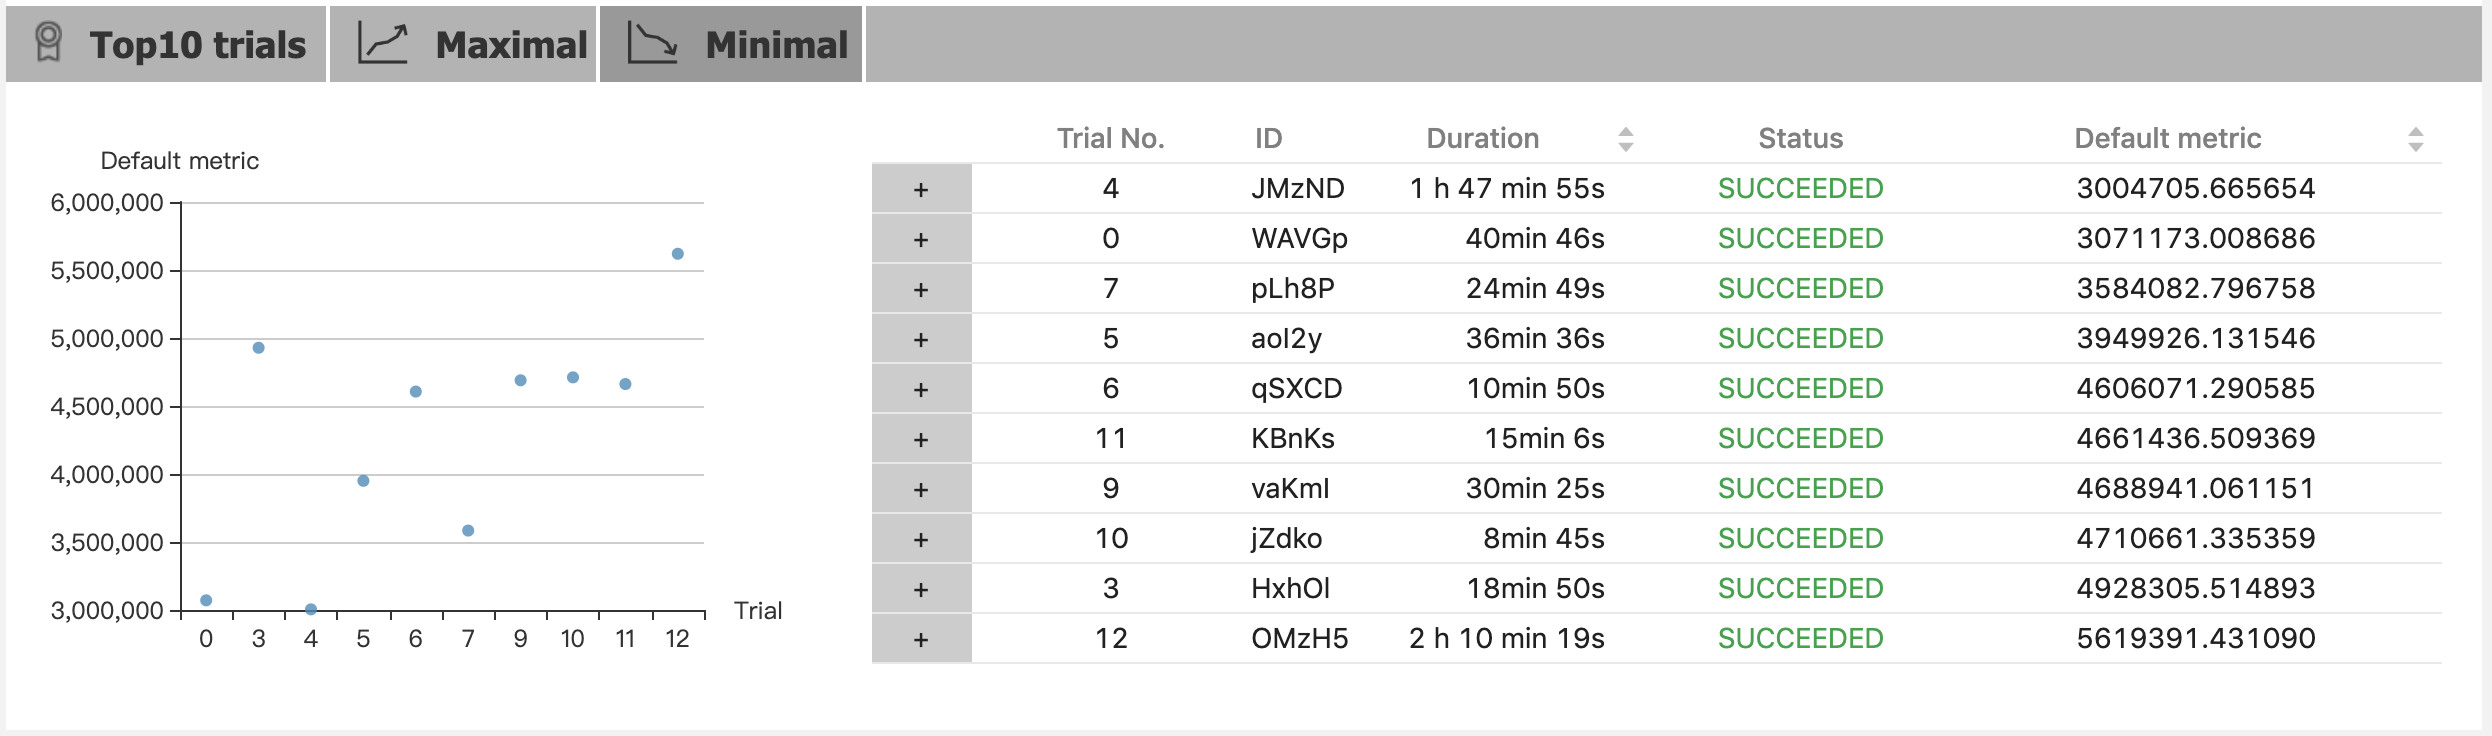 Top10 trials Maximal Minimal
Default metric
6,000,000
5,500,000
5,000,000
4,500,000
4,000,000
3,500,000
3,000,000
0 3 4 5 6 7 9 10 11 12
Trial
Trial No. ID Duration Status Default metric
+ 4 JMzND 1 h 47 min 55s SUCCEEDED 3004705.665654
+ 0 WAVGp 40min 46s SUCCEEDED 3071173.008686
+ 7 pLh8P 24min 49s SUCCEEDED 3584082.796758
+ 5 aoI2y 36min 36s SUCCEEDED 3949926.131546
+ 6 qSXCD 10min 50s SUCCEEDED 4606071.290585
+ 11 KBnKs 15min 6s SUCCEEDED 4661436.509369
+ 9 vaKml 30min 25s SUCCEEDED 4688941.061151
+ 10 jZdko 8min 45s SUCCEEDED 4710661.335359
+ 3 HxhOl 18min 50s SUCCEEDED 4928305.514893
+ 12 OMzH5 2 h 10 min 19s SUCCEEDED 5619391.431090